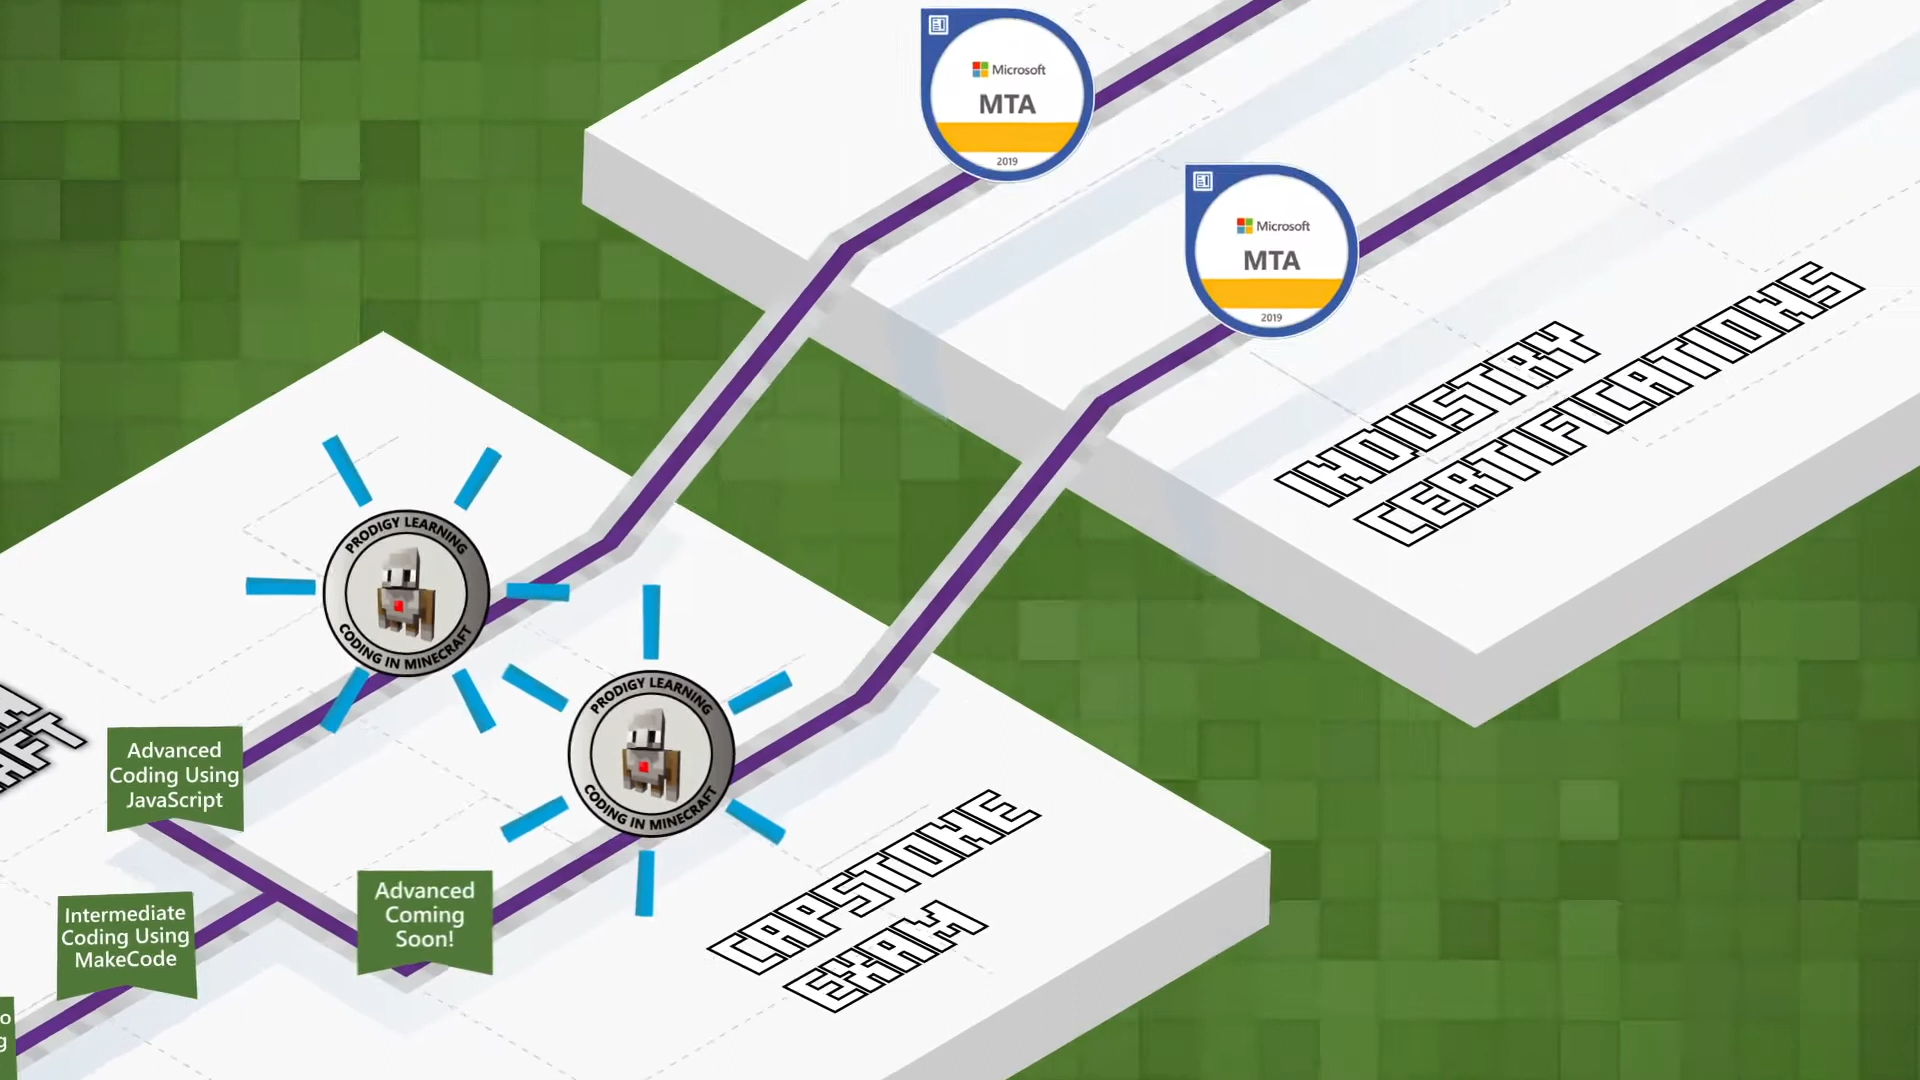 Microsoft
MTA
2019
Microsoft
MTA
2019
INDUSTRY
CERTIFICATIONS
PRODIGY LEARNING
CODING IN MINECRAFT
PRODIGY LEARNING
CODING IN MINECRAFT
Advanced
Coding Using
JavaScript
Advanced
Coming
Soon!
Intermediate
Coding Using
MakeCode
CAPSTONE
EXAM